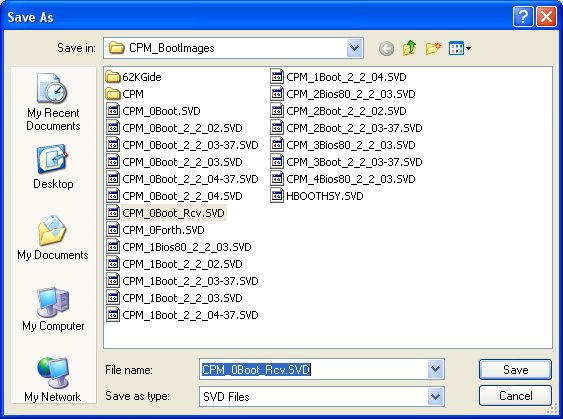 Save As
Save in:
CPM_BootImages
My Recent
Documents
Desktop
My Documents
My Computer
My Network
62KGide
CPM
CPM_0Boot.SVD
CPM_0Boot_2_2_02.SVD
CPM_0Boot_2_2_03-37.SVD
CPM_0Boot_2_2_03.SVD
CPM_0Boot_2_2_04-37.SVD
CPM_0Boot_2_2_04.SVD
CPM_0Boot_Rcv.SVD
CPM_0Forth.SVD
CPM_1Bios80_2_2_03.SVD
CPM_1Boot_2_2_02.SVD
CPM_1Boot_2_2_03-37.SVD
CPM_1Boot_2_2_03.SVD
CPM_1Boot_2_2_04-37.SVD
CPM_1Boot_2_2_04.SVD
CPM_2Bios80_2_2_03.SVD
CPM_2Boot_2_2_02.SVD
CPM_2Boot_2_2_03-37.SVD
CPM_3Bios80_2_2_03.SVD
CPM_3Boot_2_2_03-37.SVD
CPM_4Bios80_2_2_03.SVD
HBOOTHSY.SVD
File name:
CPM_0Boot_Rcv.SVD
Save
Save as type:
SVD Files
Cancel